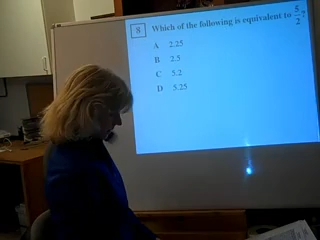 8 Which of the following is equivalent to 5/2?
A 2.25
B 2.5
C 5.2
D 5.25